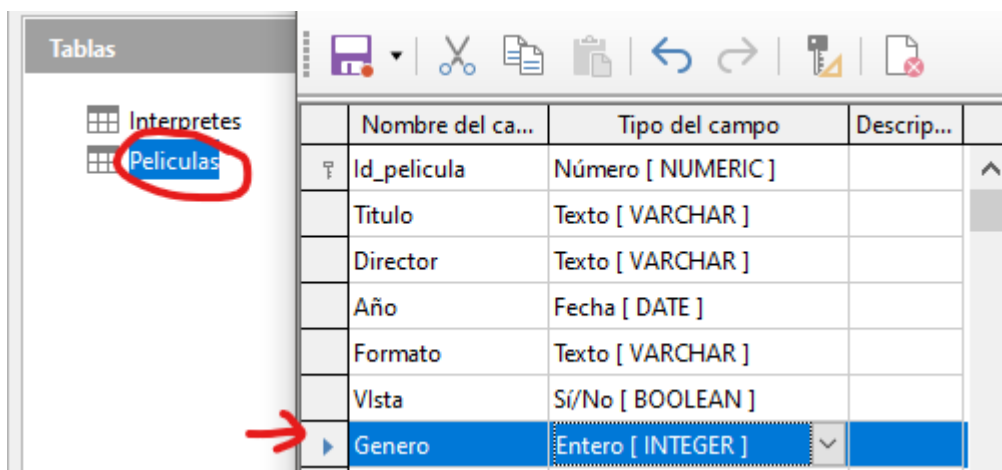 Tablas
Interpretes
Peliculas
Nombre del ca... Tipo del campo Descrip...
Id_pelicula Número [ NUMERIC ]
Titulo Texto [ VARCHAR ]
Director Texto [ VARCHAR ]
Año Fecha [ DATE ]
Formato Texto [ VARCHAR ]
VIsta Sí/No [ BOOLEAN ]
Genero Entero [ INTEGER ]